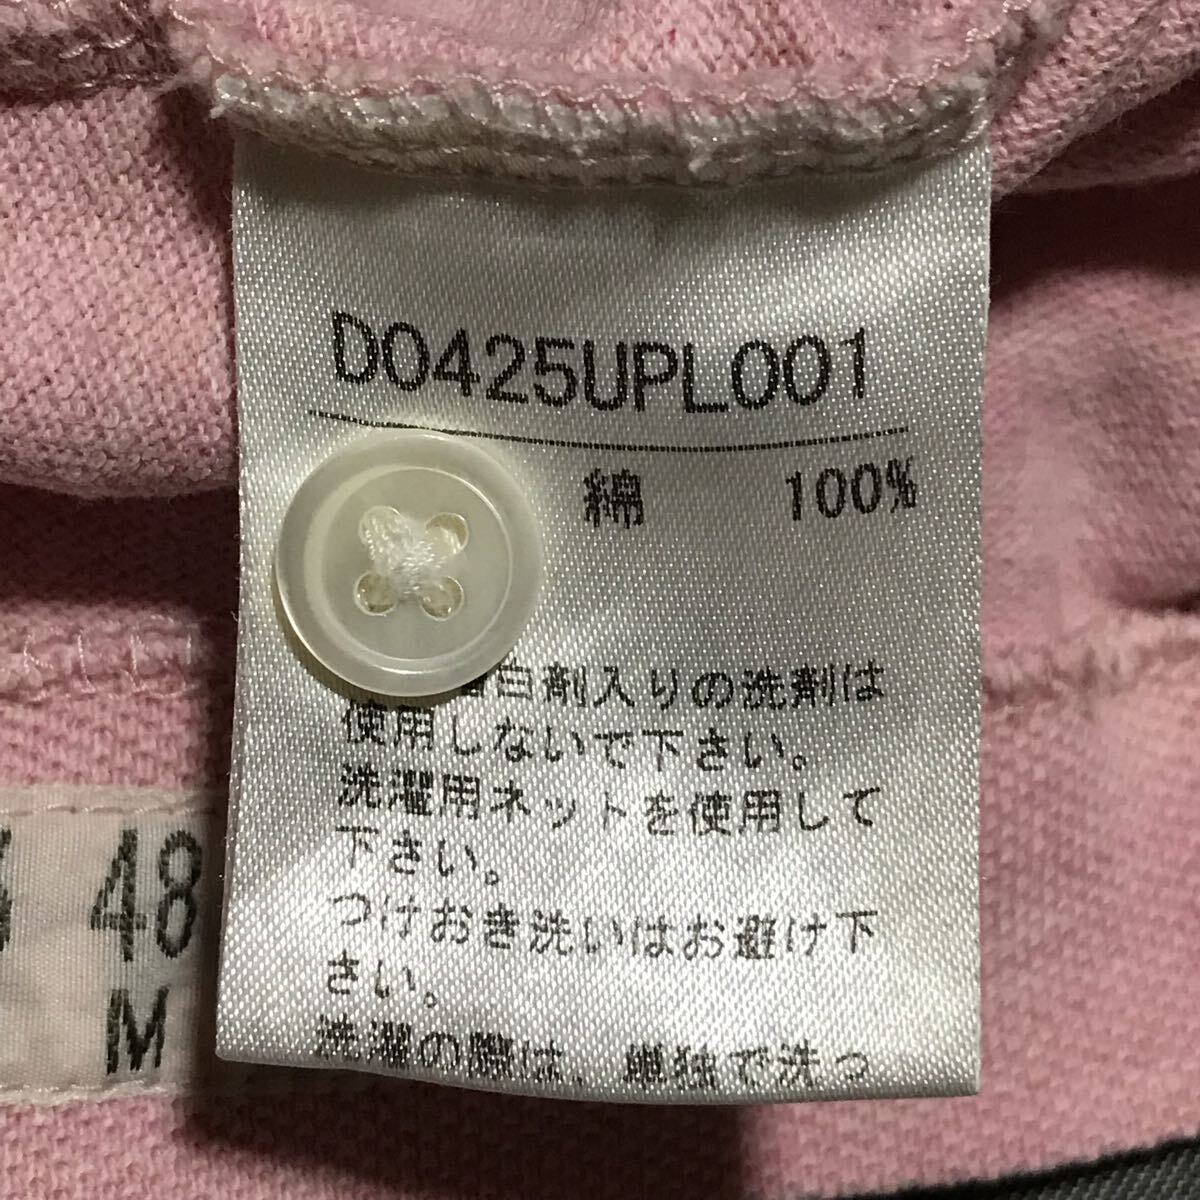 D0425UPL001
綿 100%
白剤入りの洗剤は
使用しないで下さい。
洗濯用ネットを使用して
下さい。
つけおき洗いはお避け下
さい。
洗濯の際は、単独で洗っ
48
M